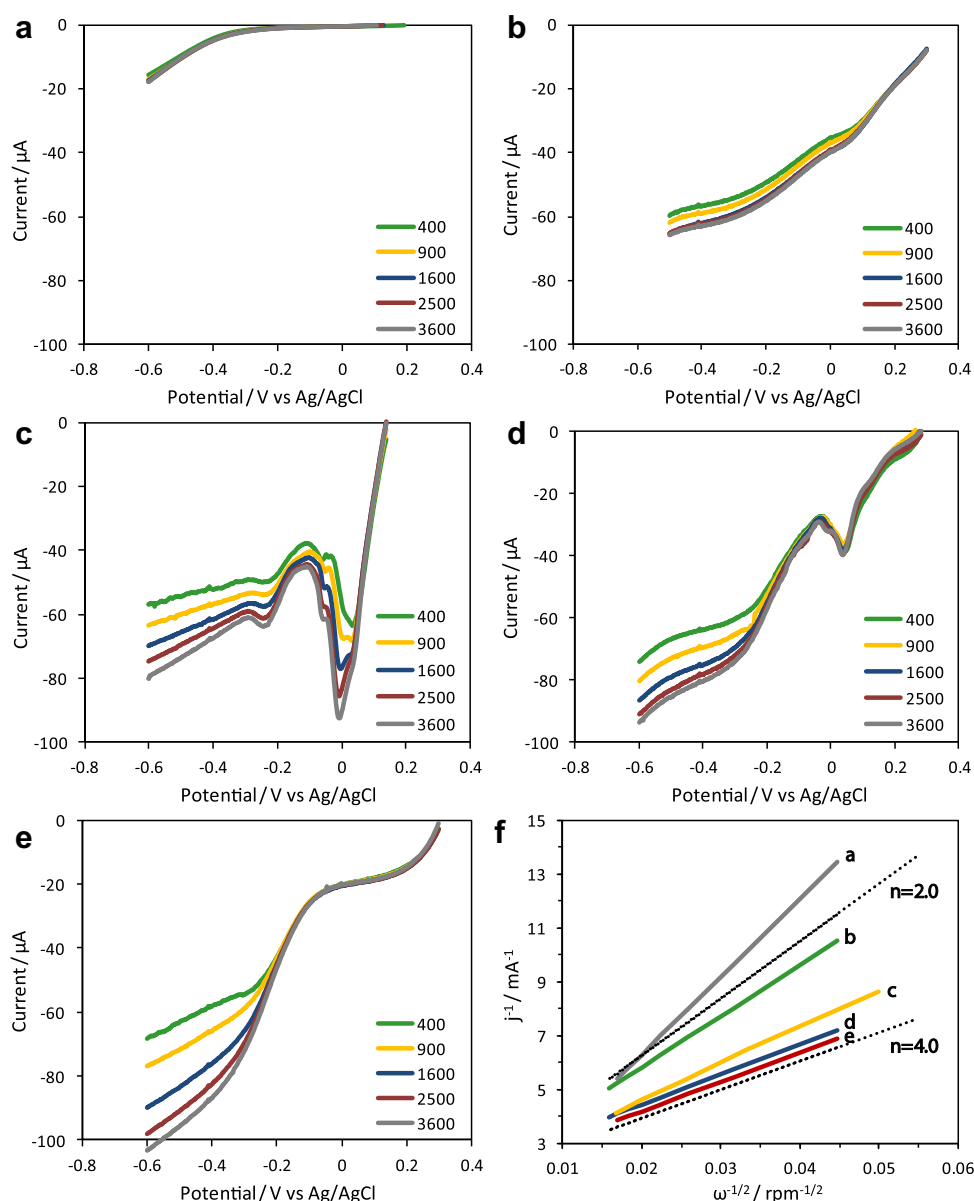 a
0
-20
-40
-60
-80
-100
-0.8 -0.6 -0.4 -0.2 0 0.2 0.4
Current / µA
Potential / V vs Ag/AgCl
400
900
1600
2500
3600
b
0
-20
-40
-60
-80
-100
-0.8 -0.6 -0.4 -0.2 0 0.2 0.4
Current / µA
Potential / V vs Ag/AgCl
400
900
1600
2500
3600
c
0
-20
-40
-60
-80
-100
-0.8 -0.6 -0.4 -0.2 0 0.2 0.4
Current / µA
Potential / V vs Ag/AgCl
400
900
1600
2500
3600
d
0
-20
-40
-60
-80
-100
-0.8 -0.6 -0.4 -0.2 0 0.2 0.4
Current / µA
Potential / V vs Ag/AgCl
400
900
1600
2500
3600
e
0
-20
-40
-60
-80
-100
-0.8 -0.6 -0.4 -0.2 0 0.2 0.4
Current / µA
Potential / V vs Ag/AgCl
400
900
1600
2500
3600
f
15
13
11
9
7
5
3
0.01 0.02 0.03 0.04 0.05 0.06
j⁻¹ / mA⁻¹
ω⁻¹ᐟ² / rpm⁻¹ᐟ²
a
n=2.0
b
c
d
e
n=4.0